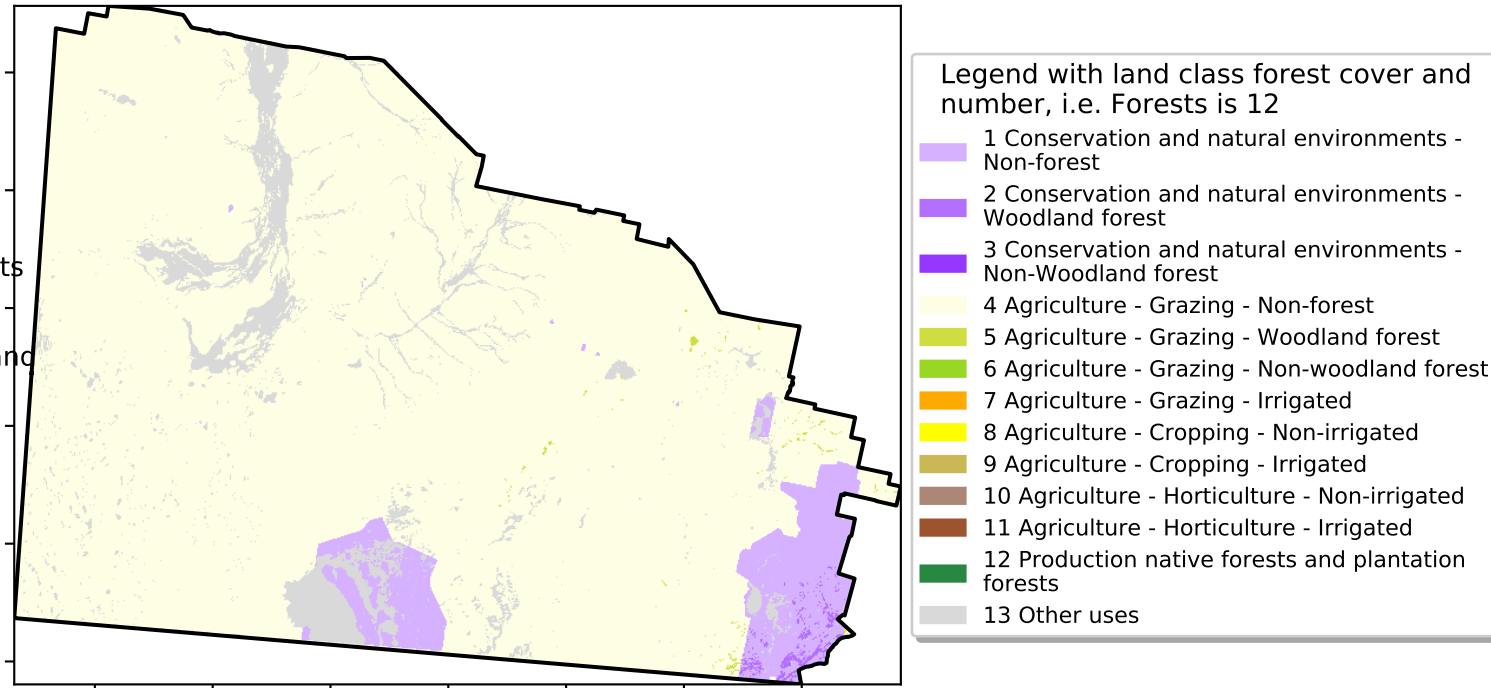 Legend with land class forest cover and
number, i.e. Forests is 12
1 Conservation and natural environments -
Non-forest
2 Conservation and natural environments -
Woodland forest
3 Conservation and natural environments -
Non-Woodland forest
4 Agriculture - Grazing - Non-forest
5 Agriculture - Grazing - Woodland forest
6 Agriculture - Grazing - Non-woodland forest
7 Agriculture - Grazing - Irrigated
8 Agriculture - Cropping - Non-irrigated
9 Agriculture - Cropping - Irrigated
10 Agriculture - Horticulture - Non-irrigated
11 Agriculture - Horticulture - Irrigated
12 Production native forests and plantation
forests
13 Other uses